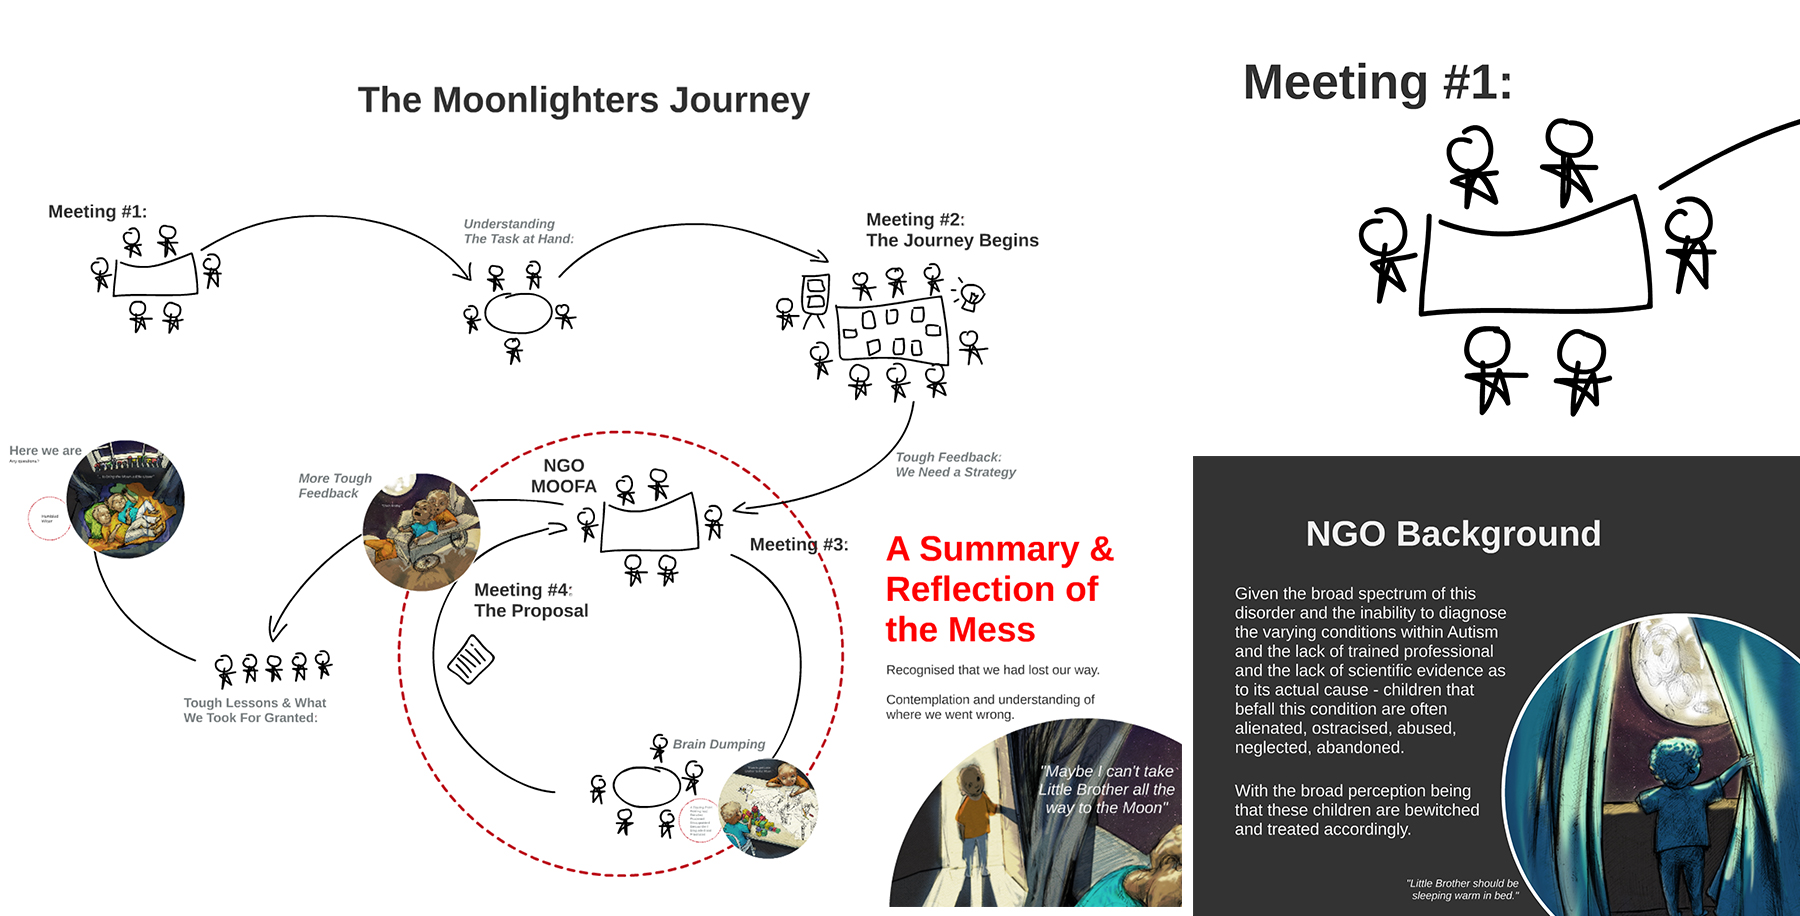 The Moonlighters Journey
Meeting #1:
Understanding
The Task at Hand:
Meeting #2:
The Journey Begins
Tough Feedback:
We Need a Strategy
NGO
MOOFA
Meeting #3:
Meeting #4:
The Proposal
Brain Dumping
More Tough
Feedback
Tough Lessons & What
We Took For Granted:
Here we are
Any questions?
A Summary &
Reflection of
the Mess
Recognised that we had lost our way.
Contemplation and understanding of
where we went wrong.
"Maybe I can't take
Little Brother all the
way to the Moon"
Meeting #1:
NGO Background
Given the broad spectrum of this
disorder and the inability to diagnose
the varying conditions within Autism
and the lack of trained professional
and the lack of scientific evidence as
to its actual cause - children that
befall this condition are often
alienated, ostracised, abused,
neglected, abandoned.
With the broad perception being
that these children are bewitched
and treated accordingly.
"Little Brother should be
sleeping warm in bed."